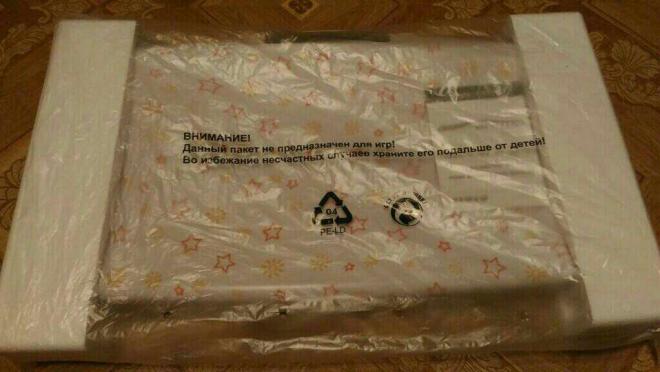 ВНИМАНИЕ!
Данный пакет не предназначен для игр!
Во избежание несчастных случаев храните его подальше от детей!
04
PE-LD